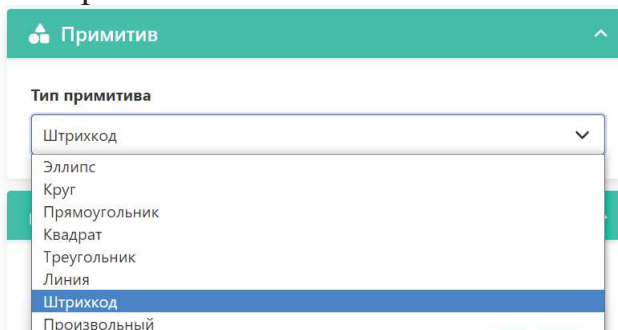 Примитив
Тип примитива
Штрихкод
Эллипс
Круг
Прямоугольник
Квадрат
Треугольник
Линия
Штрихкод
Произвольный